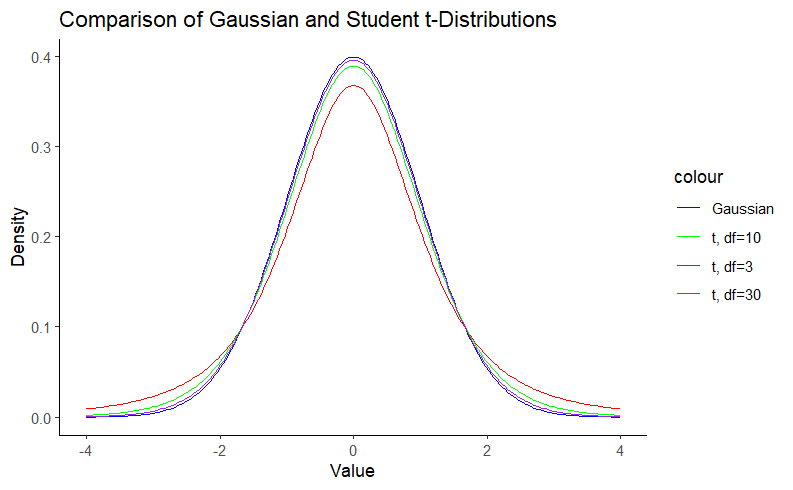 Comparison of Gaussian and Student t-Distributions
0.4
0.3
0.2
0.1
0.0
Density
-4
-2
0
2
4
Value
colour
Gaussian
t, df=10
t, df=3
t, df=30